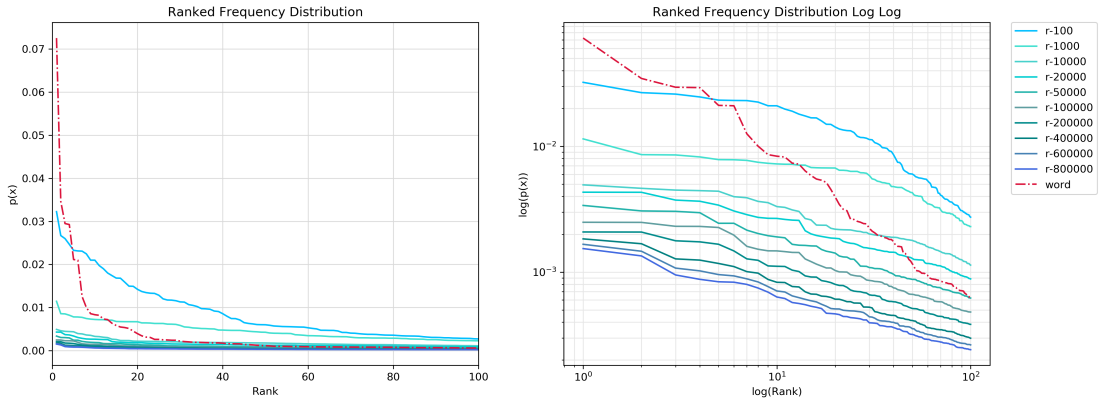 Ranked Frequency Distribution
p(x)
0.07
0.06
0.05
0.04
0.03
0.02
0.01
0.00
0 20 40 60 80 100
Rank
Ranked Frequency Distribution Log Log
log(p(x))
10⁻²
10⁻³
10⁰ 10¹ 10²
log(Rank)
r-100
r-1000
r-10000
r-20000
r-50000
r-100000
r-200000
r-400000
r-600000
r-800000
word